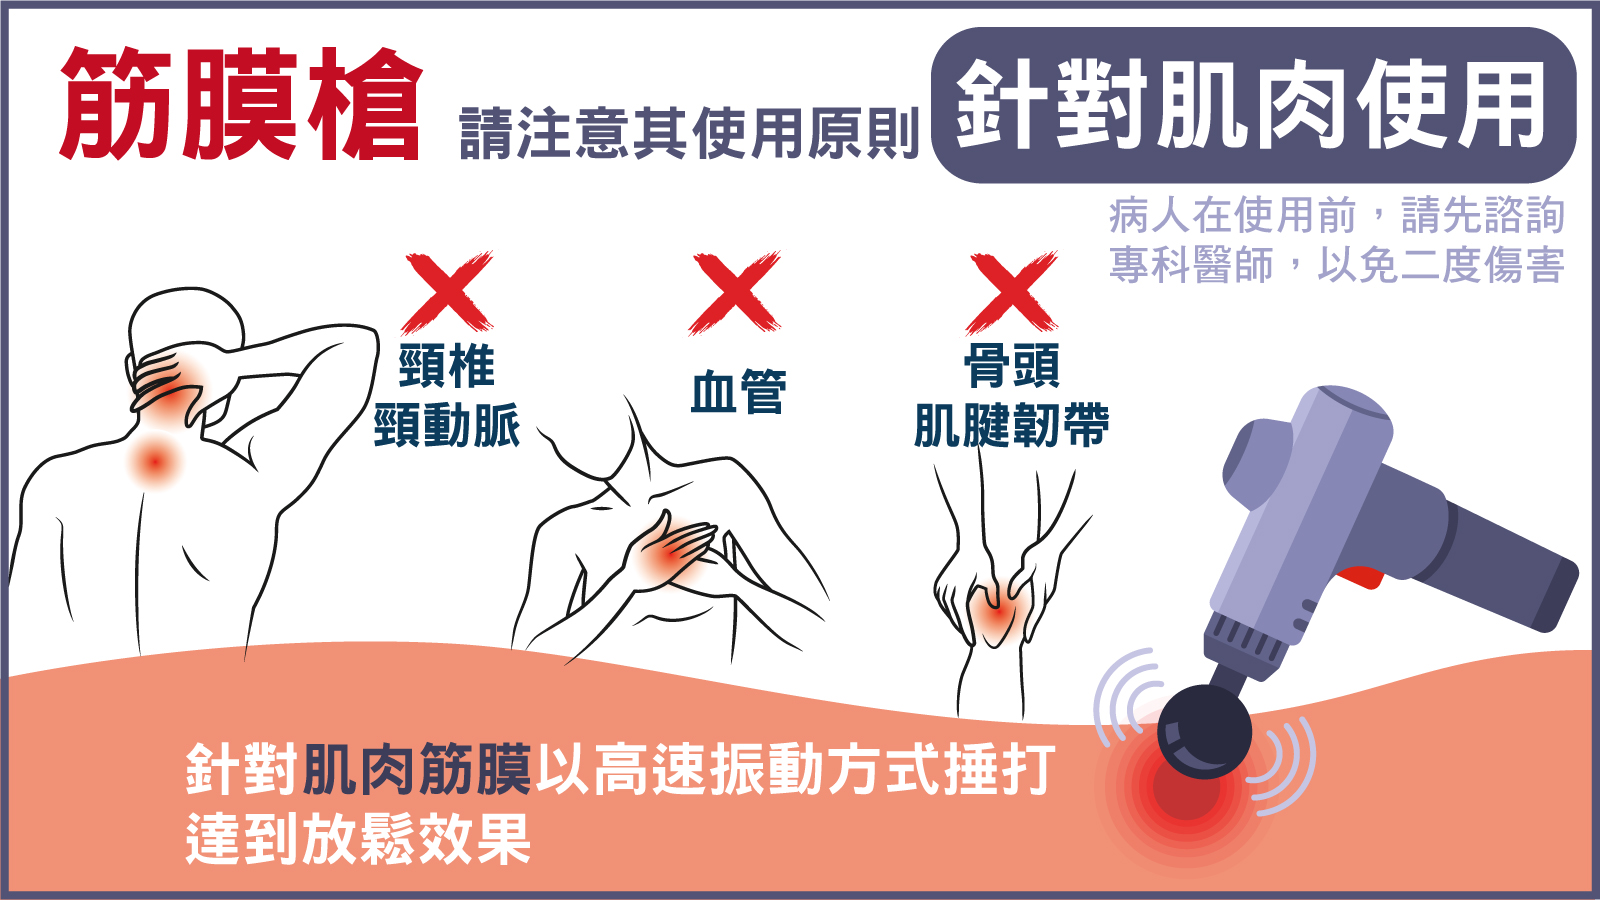 筋膜槍 請注意其使用原則 針對肌肉使用
病人在使用前，請先諮詢
專科醫師，以免二度傷害
頸椎
頸動脈
血管
骨頭
肌腱韌帶
針對肌肉筋膜以高速振動方式捶打
達到放鬆效果